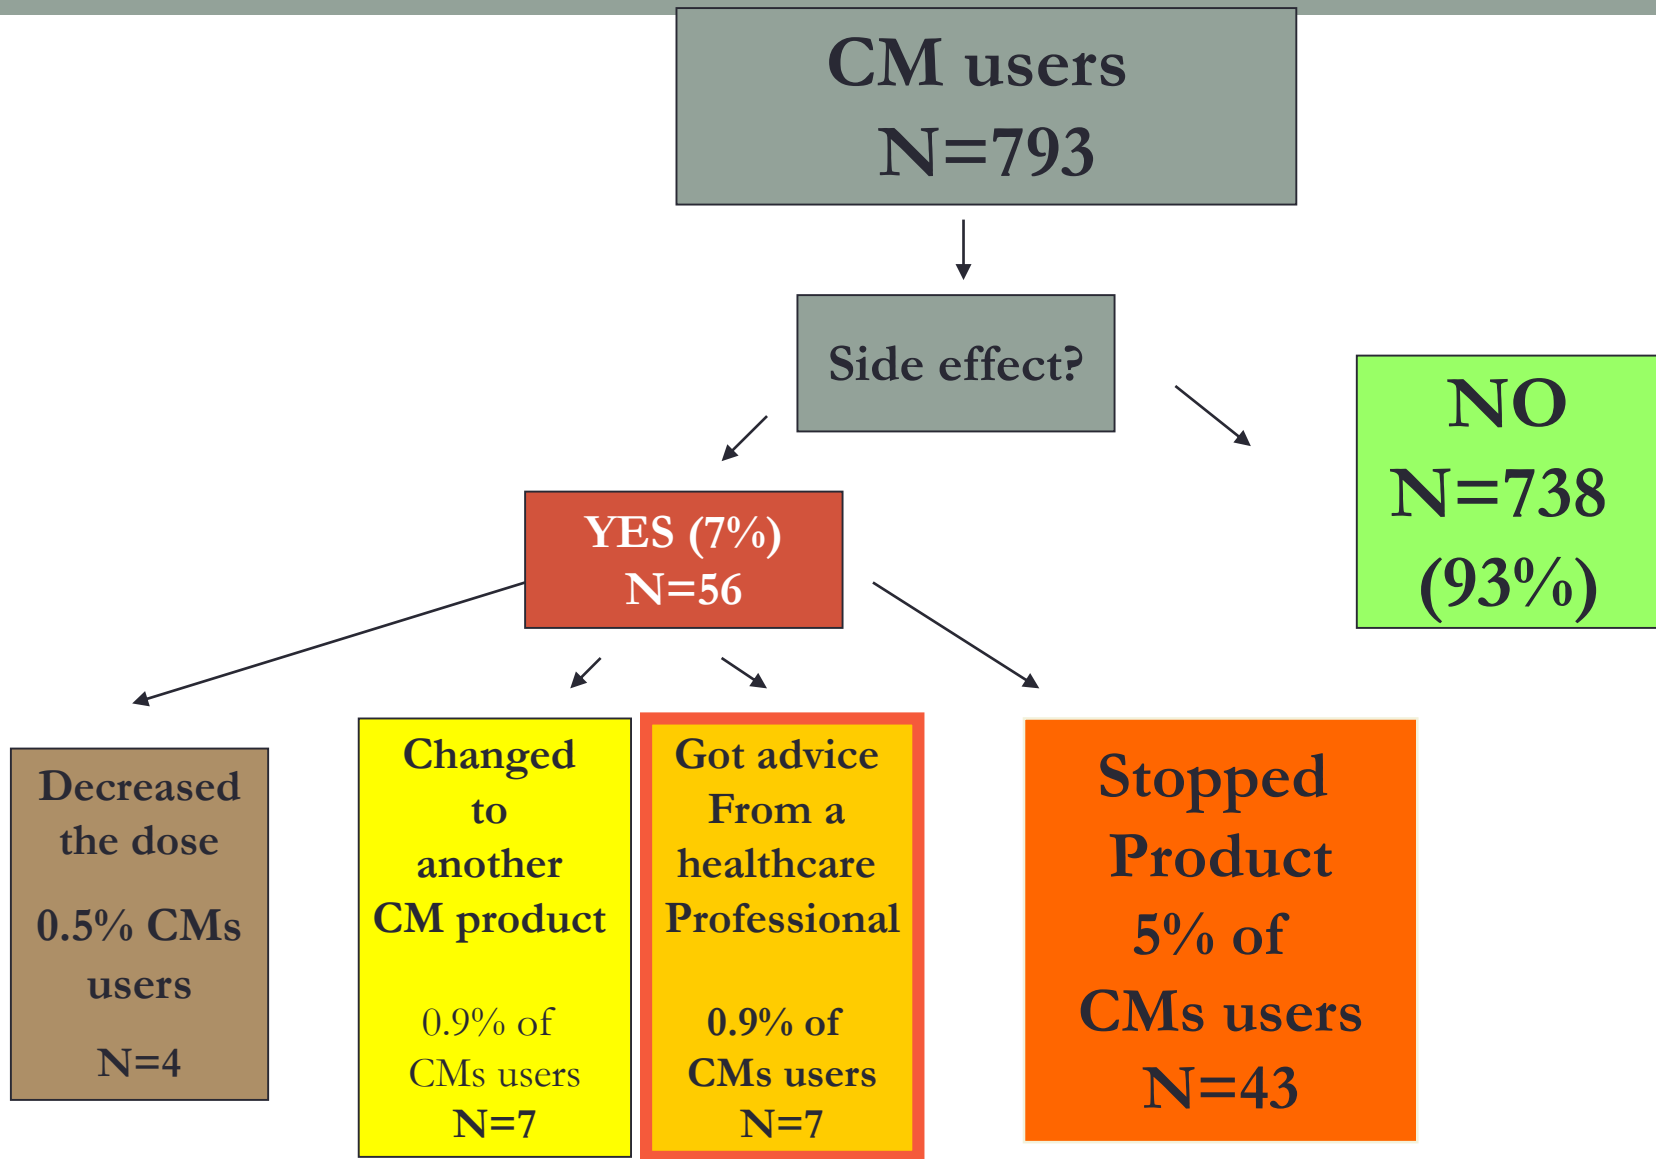 CM users
N=793
Side effect?
NO
N=738
(93%)
YES (7%)
N=56
Decreased
the dose
0.5% CMs
users
N=4
Changed
to
another
CM product
0.9% of
CMs users
N=7
Got advice
From a
healthcare
Professional
0.9% of
CMs users
N=7
Stopped
Product
5% of
CMs users
N=43